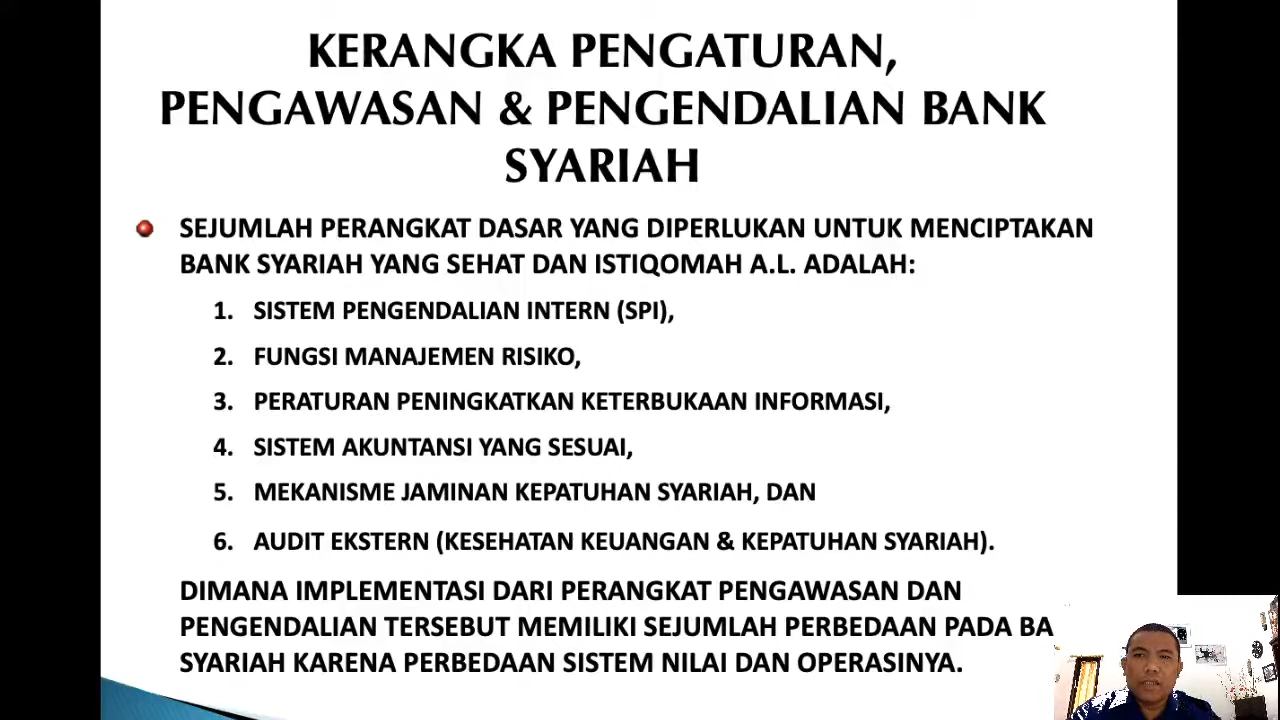 KERANGKA PENGATURAN,
PENGAWASAN & PENGENDALIAN BANK
SYARIAH
SEJUMLAH PERANGKAT DASAR YANG DIPERLUKAN UNTUK MENCIPTAKAN
BANK SYARIAH YANG SEHAT DAN ISTIQOMAH A.L. ADALAH:
1. SISTEM PENGENDALIAN INTERN (SPI),
2. FUNGSI MANAJEMEN RISIKO,
3. PERATURAN PENINGKATKAN KETERBUKAAN INFORMASI,
4. SISTEM AKUNTANSI YANG SESUAI,
5. MEKANISME JAMINAN KEPATUHAN SYARIAH, DAN
6. AUDIT EKSTERN (KESEHATAN KEUANGAN & KEPATUHAN SYARIAH).
DIMANA IMPLEMENTASI DARI PERANGKAT PENGAWASAN DAN
PENGENDALIAN TERSEBUT MEMILIKI SEJUMLAH PERBEDAAN PADA BA
SYARIAH KARENA PERBEDAAN SISTEM NILAI DAN OPERASINYA.